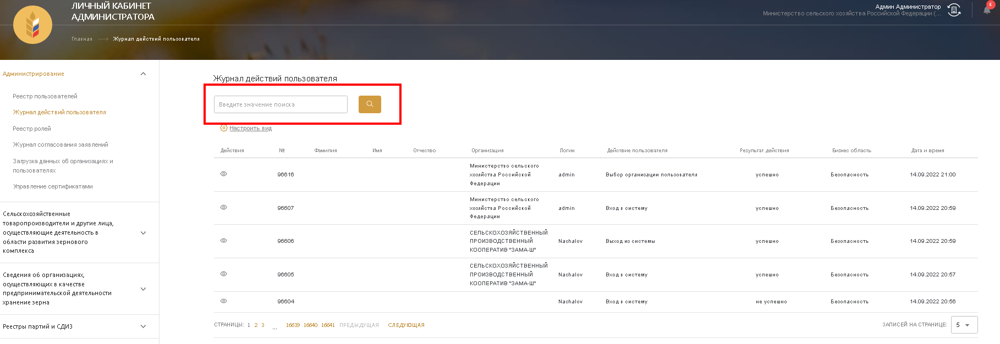 ЛИЧНЫЙ КАБИНЕТ
АДМИНИСТРАТОРА
Админ Администратор
Министерство сельского хозяйства Российской Федерации (...
6
Главная
Журнал действий пользователя
Администрирование
Реестр пользователей
Журнал действий пользователя
Реестр ролей
Журнал согласования заявлений
Загрузка данных об организациях и
пользователях
Управление сертификатами
Сельскохозяйственные
товаропроизводители и другие лица,
осуществляющие деятельность в
области развития зернового
комплекса
Сведения об организациях,
осуществляющих в качестве
предпринимательской деятельности
хранение зерна
Реестры партий и СДИЗ
Журнал действий пользователя
Введите значение поиска
Настроить вид
Действия № Фамилия Имя Отчество Организация Логин Действие пользователя Результат действия Бизнес область Дата и время
Министерство сельского
хозяйства Российской
Федерации
96616 admin Выбор организации пользователя успешно Безопасность 14.09.2022 21:00
Министерство сельского
хозяйства Российской
Федерации
96607 admin Вход в систему успешно Безопасность 14.09.2022 20:59
СЕЛЬСКОХОЗЯЙСТВЕННЫЙ
ПРОИЗВОДСТВЕННЫЙ
КООПЕРАТИВ "ЗАМА-Ш"
96606 Nachalov Выход из системы успешно Безопасность 14.09.2022 20:59
СЕЛЬСКОХОЗЯЙСТВЕННЫЙ
ПРОИЗВОДСТВЕННЫЙ
КООПЕРАТИВ "ЗАМА-Ш"
96605 Nachalov Вход в систему успешно Безопасность 14.09.2022 20:57
96604 Nachalov Вход в систему не успешно Безопасность 14.09.2022 20:56
СТРАНИЦЫ: 1 2 3 ... 16639 16640 16641 ПРЕДЫДУЩАЯ СЛЕДУЮЩАЯ
ЗАПИСЕЙ НА СТРАНИЦЕ: 5